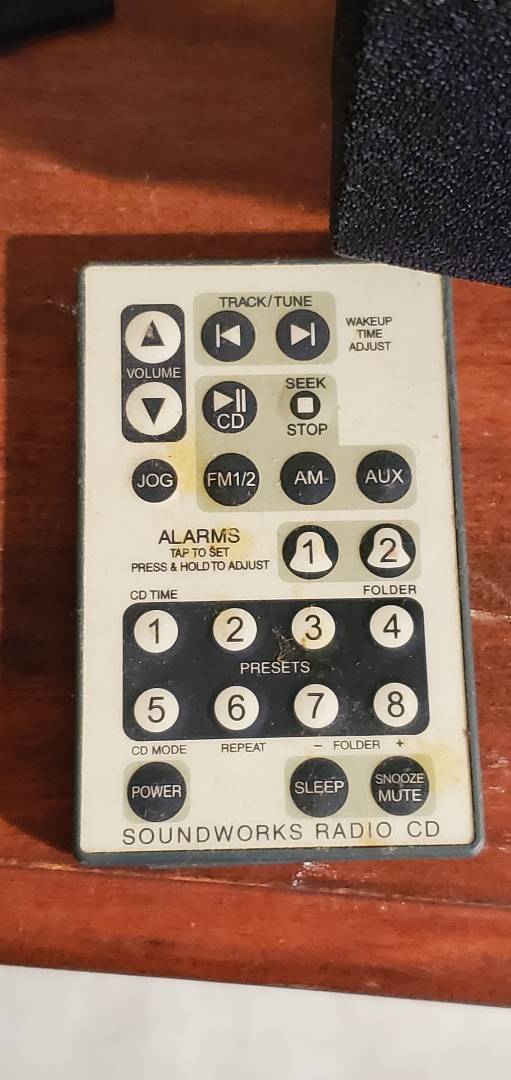 TRACK/TUNE
WAKEUP
TIME
ADJUST
VOLUME
CD
SEEK
STOP
JOG
FM1/2
AM
AUX
ALARMS
TAP TO SET
PRESS & HOLD TO ADJUST
1
2
CD TIME
FOLDER
1 2 3 4
PRESETS
5 6 7 8
CD MODE
REPEAT
– FOLDER +
POWER
SLEEP
SNOOZE
MUTE
SOUNDWORKS RADIO CD